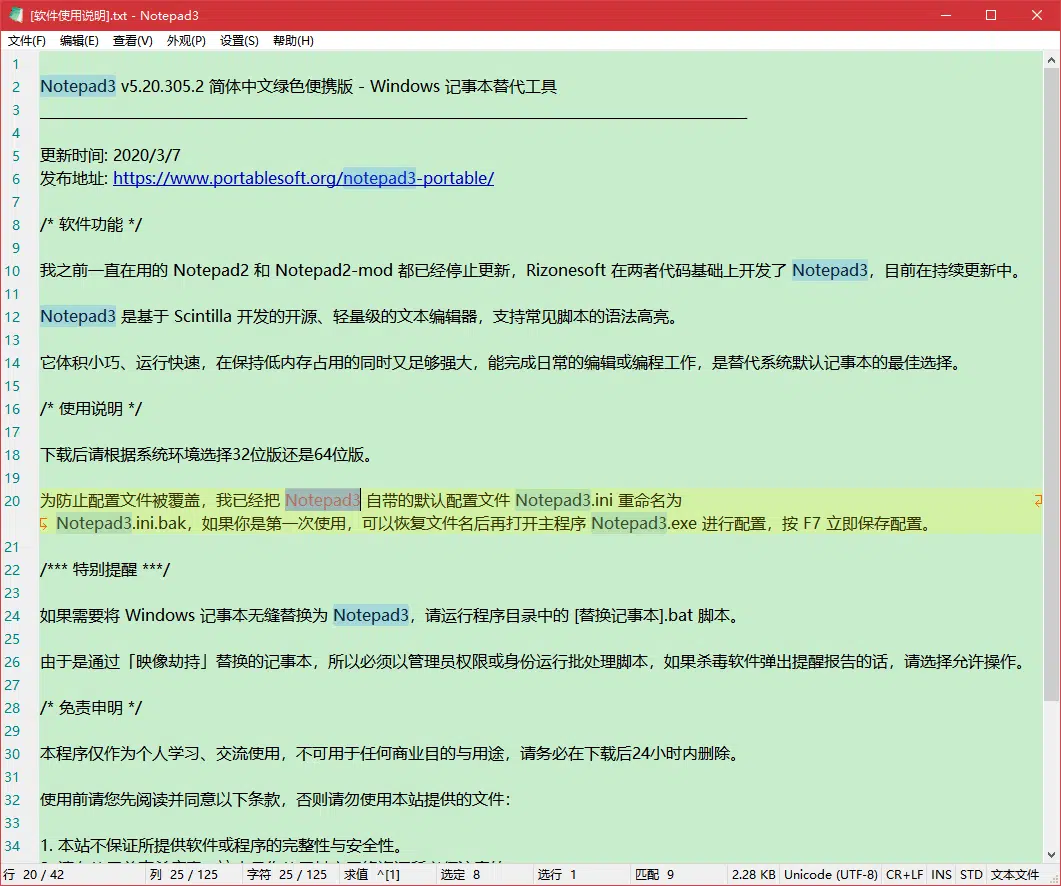 [软件使用说明].txt - Notepad3
文件(F) 编辑(E) 查看(V) 外观(P) 设置(S) 帮助(H)
1
2 Notepad3 v5.20.305.2 简体中文绿色便携版 - Windows 记事本替代工具
3
4
5 更新时间: 2020/3/7
6 发布地址: https://www.portablesoft.org/notepad3-portable/
7
8 /* 软件功能 */
9
10 我之前一直在用的 Notepad2 和 Notepad2-mod 都已经停止更新，Rizonesoft 在两者代码基础上开发了 Notepad3，目前在持续更新中。
11
12 Notepad3 是基于 Scintilla 开发的开源、轻量级的文本编辑器，支持常见脚本的语法高亮。
13
14 它体积小巧、运行快速，在保持低内存占用的同时又足够强大，能完成日常的编辑或编程工作，是替代系统默认记事本的最佳选择。
15
16 /* 使用说明 */
17
18 下载后请根据系统环境选择32位版还是64位版。
19
20 为防止配置文件被覆盖，我已经把 Notepad3 自带的默认配置文件 Notepad3.ini 重命名为
Notepad3.ini.bak，如果你是第一次使用，可以恢复文件名后再打开主程序 Notepad3.exe 进行配置，按 F7 立即保存配置。
21
22 /*** 特别提醒 ***/
23
24 如果需要将 Windows 记事本无缝替换为 Notepad3，请运行程序目录中的 [替换记事本].bat 脚本。
25
26 由于是通过「映像劫持」替换的记事本，所以必须以管理员权限或身份运行批处理脚本，如果杀毒软件弹出提醒报告的话，请选择允许操作。
27
28 /* 免责申明 */
29
30 本程序仅作为个人学习、交流使用，不可用于任何商业目的与用途，请务必在下载后24小时内删除。
31
32 使用前请您先阅读并同意以下条款，否则请勿使用本站提供的文件：
33
34 1. 本站不保证所提供软件或程序的完整性与安全性。
行 20 / 42 列 25 / 125 字符 25 / 125 求值 ^[1] 选定 8 选行 1 匹配 9 2.28 KB Unicode (UTF-8) CR+LF INS STD 文本文件